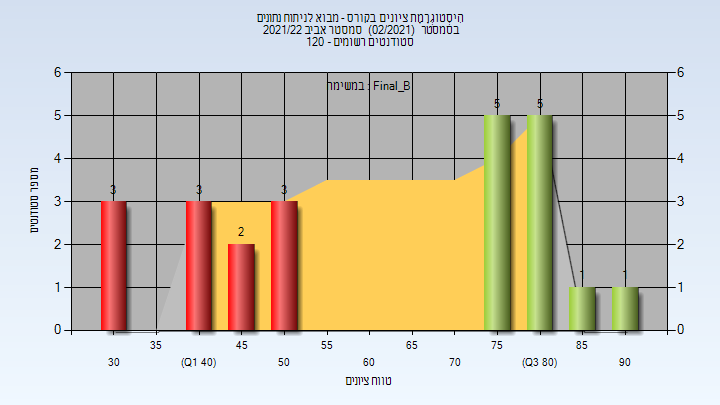 היסטוגרמת ציונים בקורס - מבוא לניתוח נתונים
בסמסטר (02/2021) סמסטר אביב 2021/22
סטודנטים רשומים - 120
במשימה : Final_B
מספר סטודנטים
6 6
5 5
4 4
3 3
2 2
1 1
0 0
3 3 2 3 5 5 1 1
35 45 55 65 75 85
30 (Q1 40) 50 60 70 (Q3 80) 90
טווח ציונים